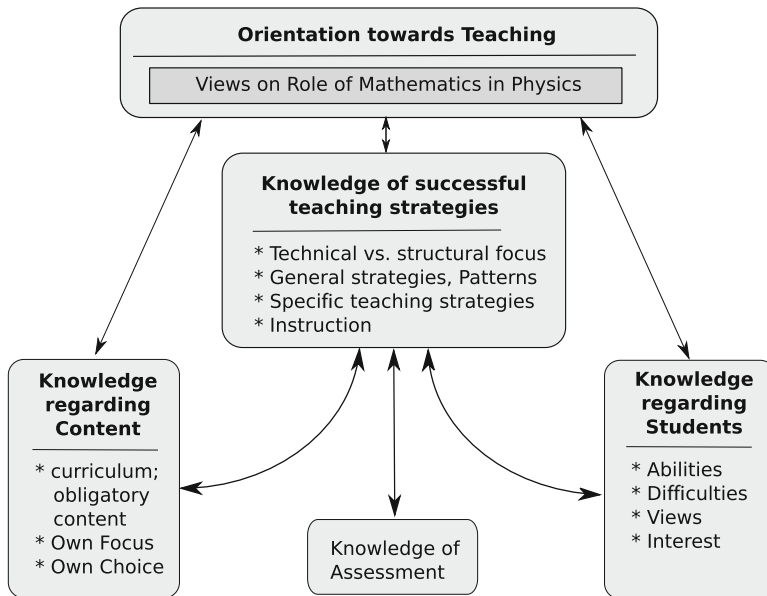 Orientation towards Teaching
Views on Role of Mathematics in Physics
Knowledge of successful
teaching strategies
* Technical vs. structural focus
* General strategies, Patterns
* Specific teaching strategies
* Instruction
Knowledge
regarding
Content
* curriculum;
obligatory
content
* Own Focus
* Own Choice
Knowledge of
Assessment
Knowledge
regarding
Students
* Abilities
* Difficulties
* Views
* Interest